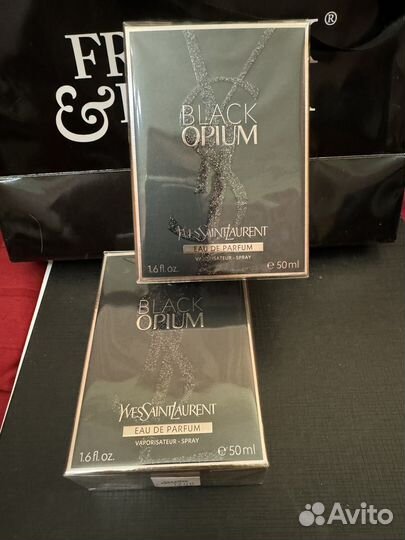 FR
®
&
BLACK
OPIUM
YVESSAINTLAURENT
EAU DE PARFUM
VAPORISATEUR - SPRAY
1.6 fl. oz. ℮ 50 ml
BLACK
OPIUM
YVESSAINTLAURENT
EAU DE PARFUM
VAPORISATEUR - SPRAY
1.6 fl. oz. ℮ 50 ml
Avito